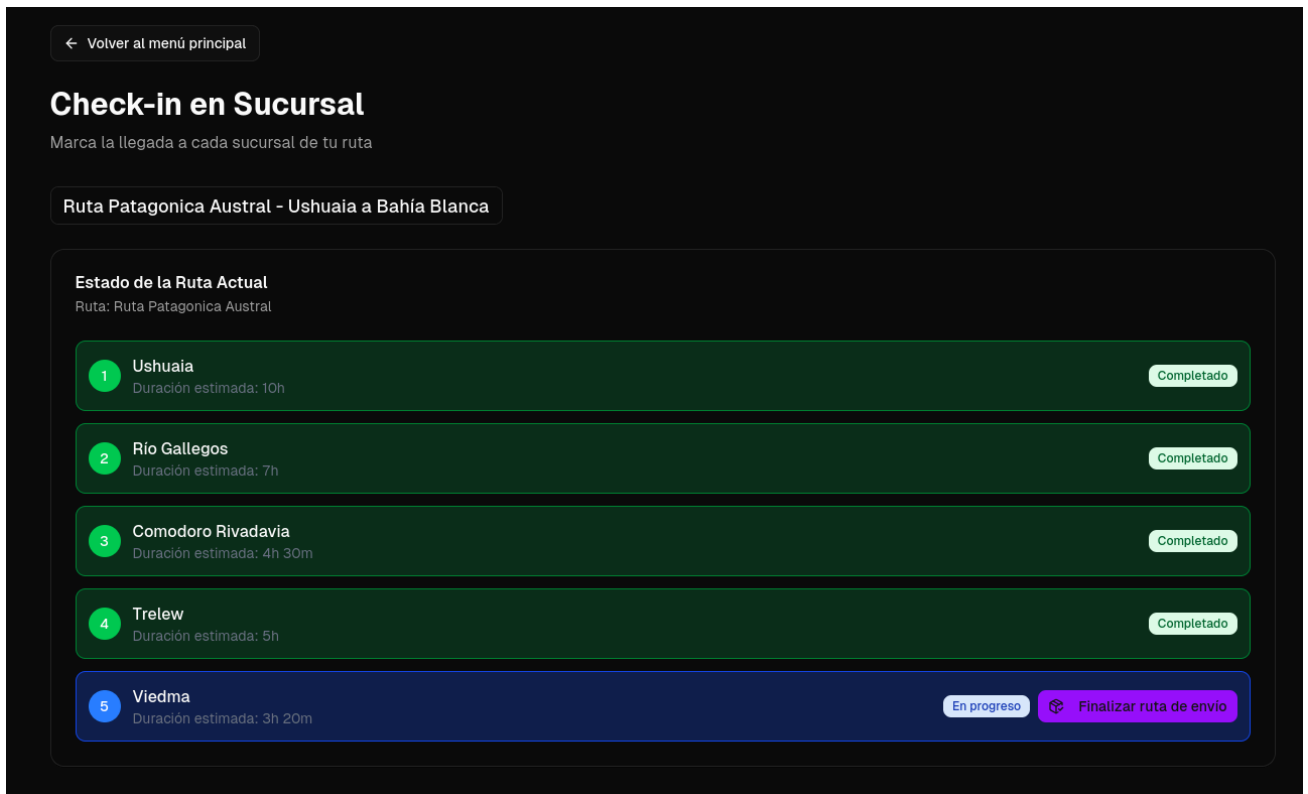 Volver al menú principal
Check-in en Sucursal
Marca la llegada a cada sucursal de tu ruta
Ruta Patagonica Austral - Ushuaia a Bahía Blanca
Estado de la Ruta Actual
Ruta: Ruta Patagonica Austral
1
Ushuaia
Duración estimada: 10h
Completado
2
Río Gallegos
Duración estimada: 7h
Completado
3
Comodoro Rivadavia
Duración estimada: 4h 30m
Completado
4
Trelew
Duración estimada: 5h
Completado
5
Viedma
Duración estimada: 3h 20m
En progreso
Finalizar ruta de envío